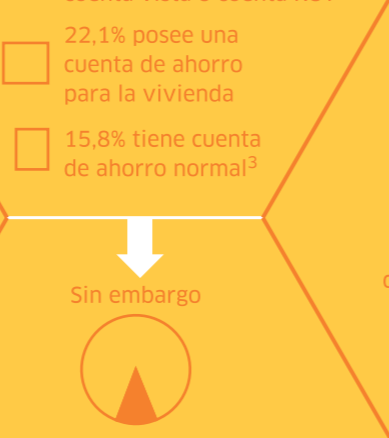 22,1% posee una
cuenta de ahorro
para la vivienda
15,8% tiene cuenta
de ahorro normal³
Sin embargo